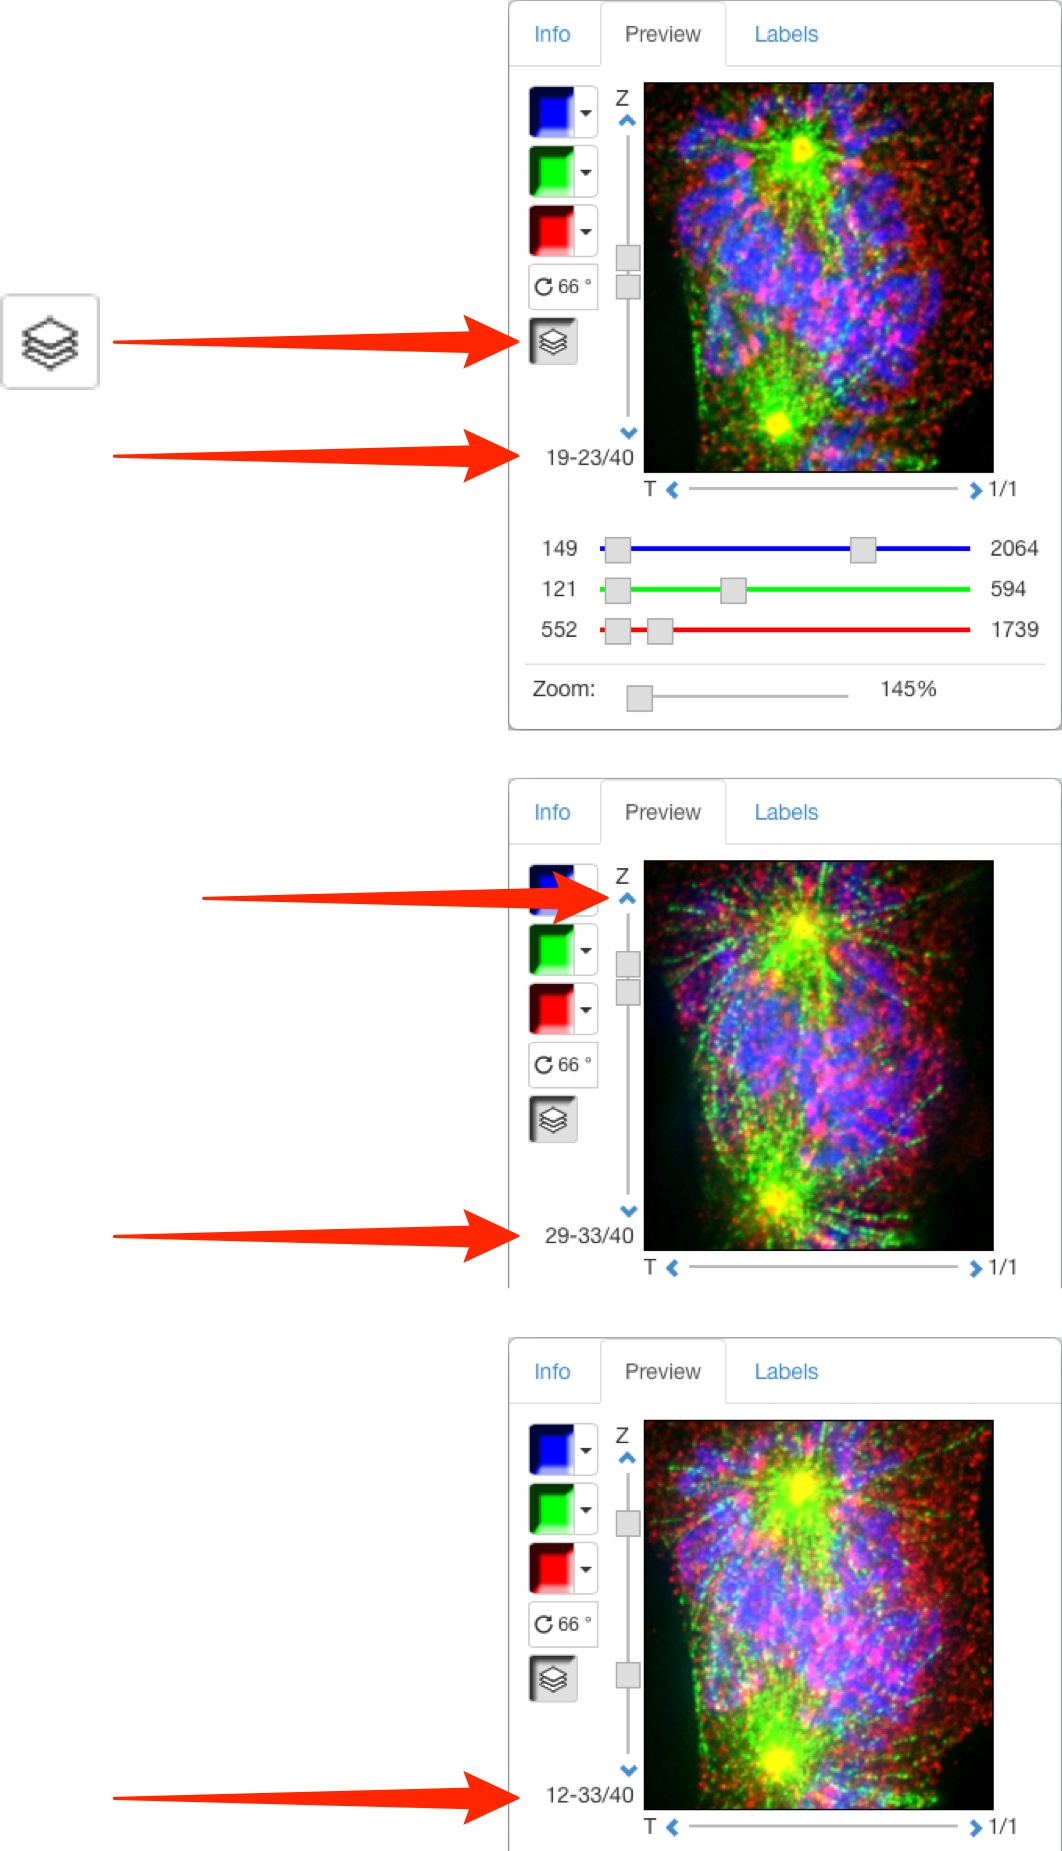 Info Preview Labels
Z
66 °
19-23/40
T 1/1
149 2064
121 594
552 1739
Zoom: 145%
Info Preview Labels
Z
66 °
29-33/40
T 1/1
Info Preview Labels
Z
66 °
12-33/40
T 1/1